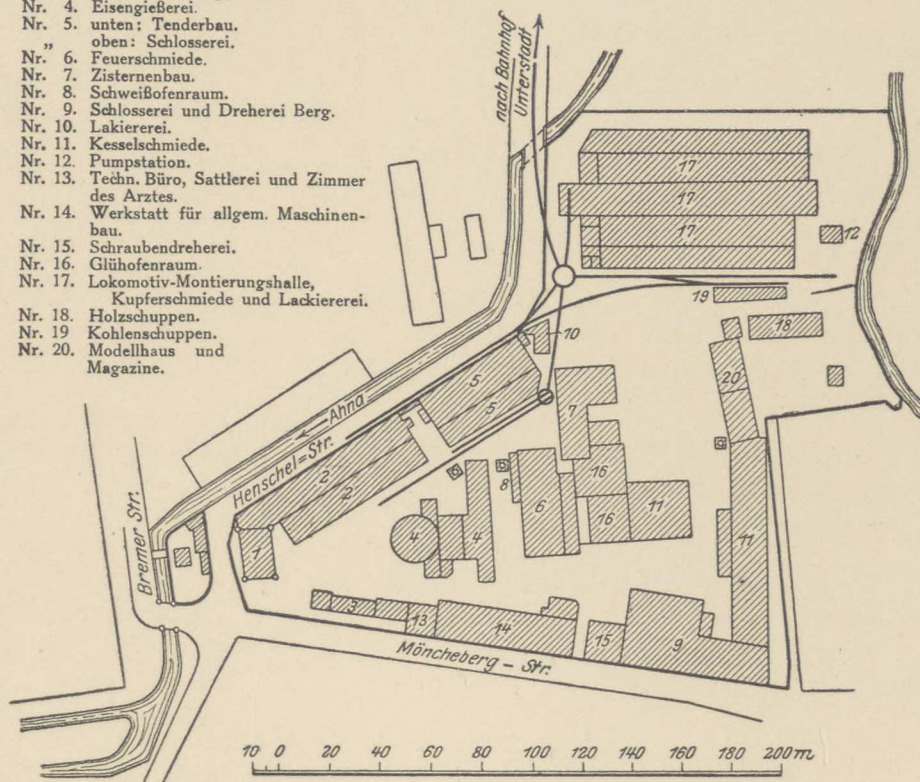 Nr. 4. Eisengießerei.
Nr. 5. unten: Tenderbau.
„ oben: Schlosserei.
Nr. 6. Feuerschmiede.
Nr. 7. Zisternenbau.
Nr. 8. Schweißofenraum.
Nr. 9. Schlosserei und Dreherei Berg.
Nr. 10. Lakiererei.
Nr. 11. Kesselschmiede.
Nr. 12. Pumpstation.
Nr. 13. Techn. Büro, Sattlerei und Zimmer
des Arztes.
Nr. 14. Werkstatt für allgem. Maschinen-
bau.
Nr. 15. Schraubendreherei.
Nr. 16. Glühofenraum.
Nr. 17. Lokomotiv-Montierungshalle,
Kupferschmiede und Lackiererei.
Nr. 18. Holzschuppen.
Nr. 19 Kohlenschuppen.
Nr. 20. Modellhaus und
Magazine.
nach Bahnhof
Unterstadt
17
17
17
12
19
18
10
20
5
5
7
Ahna
Henschel=Str.
2
2
16
8
6
16
11
11
4
4
1
Bremer Str.
3
13
14
15
9
Möncheberg - Str.
10 0 20 40 60 80 100 120 140 160 180 200m